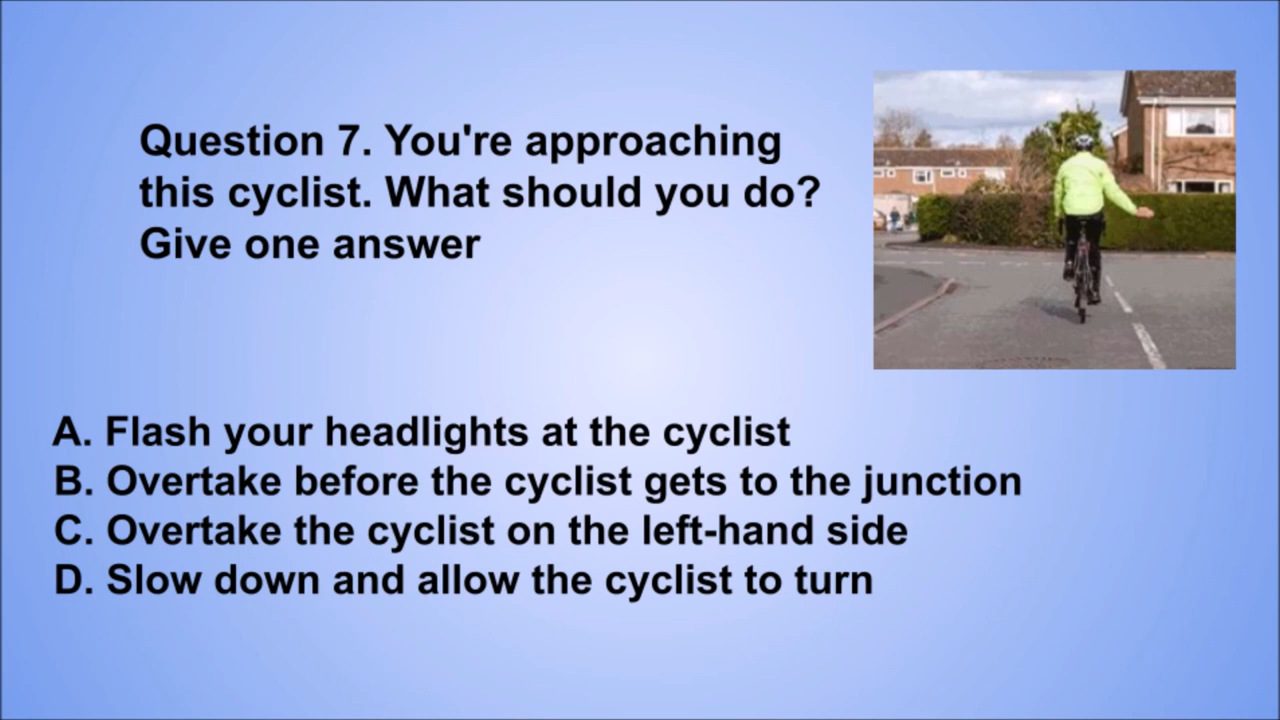 Question 7. You're approaching
this cyclist. What should you do?
Give one answer
A. Flash your headlights at the cyclist
B. Overtake before the cyclist gets to the junction
C. Overtake the cyclist on the left-hand side
D. Slow down and allow the cyclist to turn